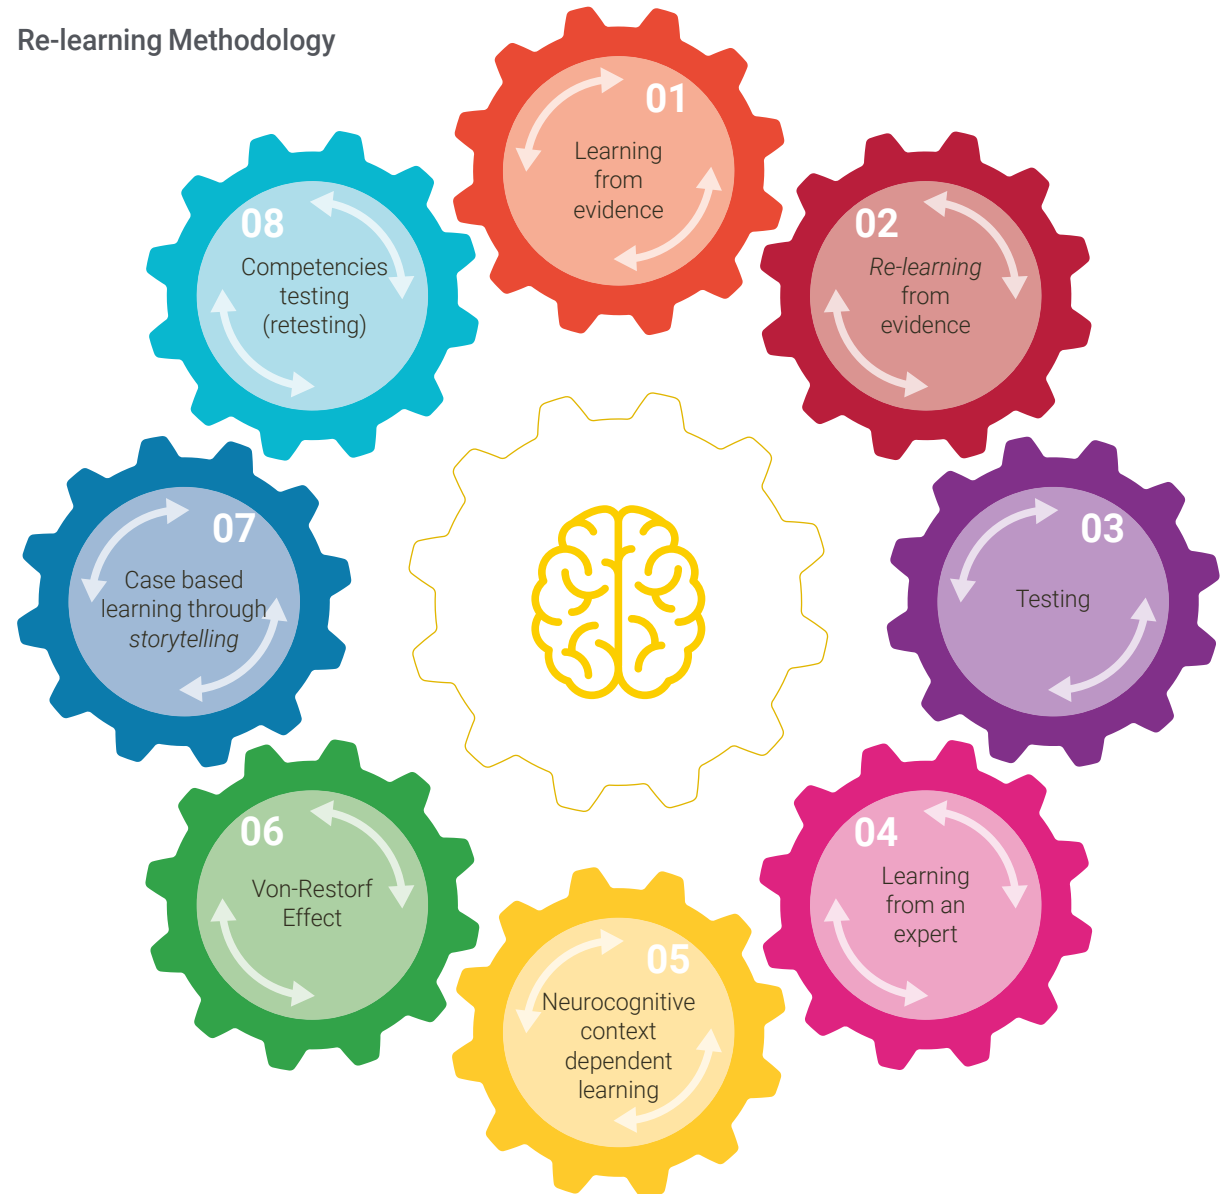 Re-learning Methodology
01
Learning
from
evidence
02
Re-learning
from
evidence
03
Testing
04
Learning
from an
expert
05
Neurocognitive
context
dependent
learning
06
Von-Restorf
Effect
07
Case based
learning through
storytelling
08
Competencies
testing
(retesting)